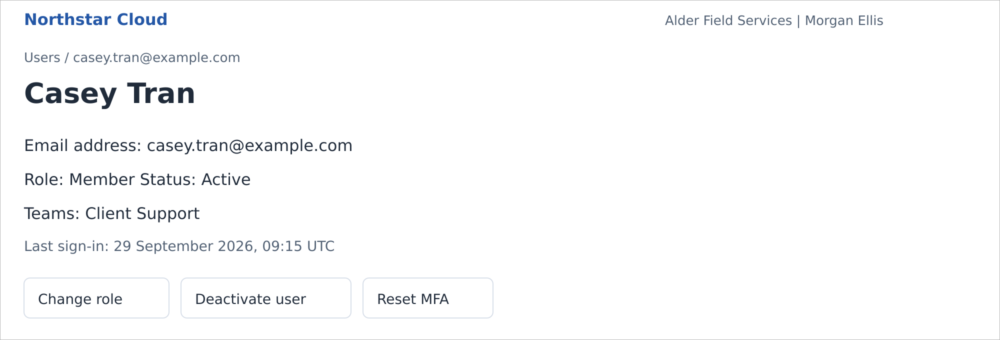 Northstar Cloud
Alder Field Services | Morgan Ellis
Users / casey.tran@example.com
Casey Tran
Email address: casey.tran@example.com
Role: Member Status: Active
Teams: Client Support
Last sign-in: 29 September 2026, 09:15 UTC
Change role
Deactivate user
Reset MFA